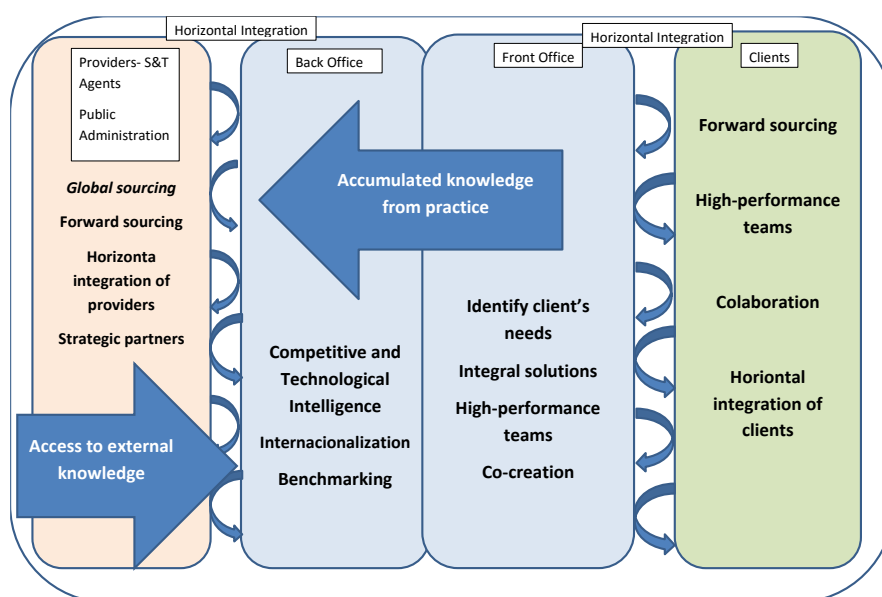 Horizontal Integration
Horizontal Integration
Providers- S&T
Agents
Public
Administration
Global sourcing
Forward sourcing
Horizonta
integration of
providers
Strategic partners
Access to external
knowledge
Back Office
Accumulated knowledge
from practice
Competitive and
Technological
Intelligence
Internacionalization
Benchmarking
Front Office
Identify client’s
needs
Integral solutions
High-performance
teams
Co-creation
Clients
Forward sourcing
High-performance
teams
Colaboration
Horiontal
integration of
clients